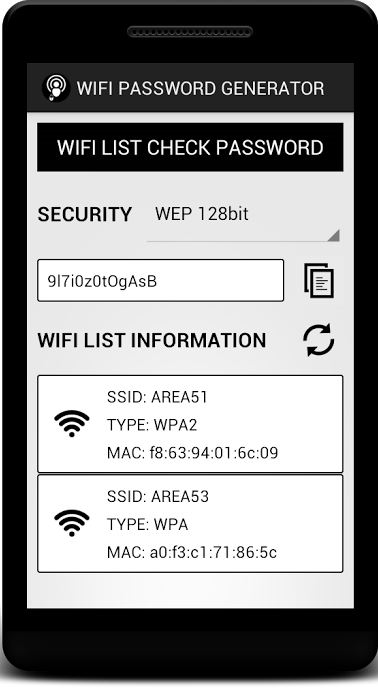 WIFI PASSWORD GENERATOR
WIFI LIST CHECK PASSWORD
SECURITY WEP 128bit
9l7i0z0tOgAsB
WIFI LIST INFORMATION
SSID: AREA51
TYPE: WPA2
MAC: f8:63:94:01:6c:09
SSID: AREA53
TYPE: WPA
MAC: a0:f3:c1:71:86:5c